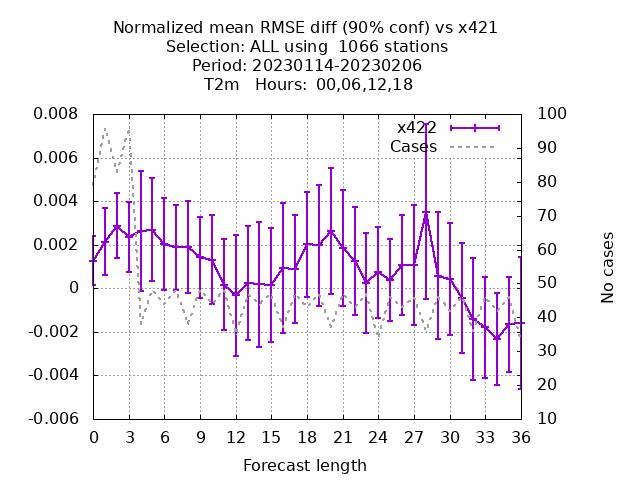 Normalized mean RMSE diff (90% conf) vs x421
Selection: ALL using  1066 stations
Period: 20230114-20230206
T2m   Hours:  00,06,12,18
x422
Cases
0.008
0.006
0.004
0.002
0
-0.002
-0.004
-0.006
100
90
80
70
60
50
40
30
20
10
No cases
0 3 6 9 12 15 18 21 24 27 30 33 36
Forecast length